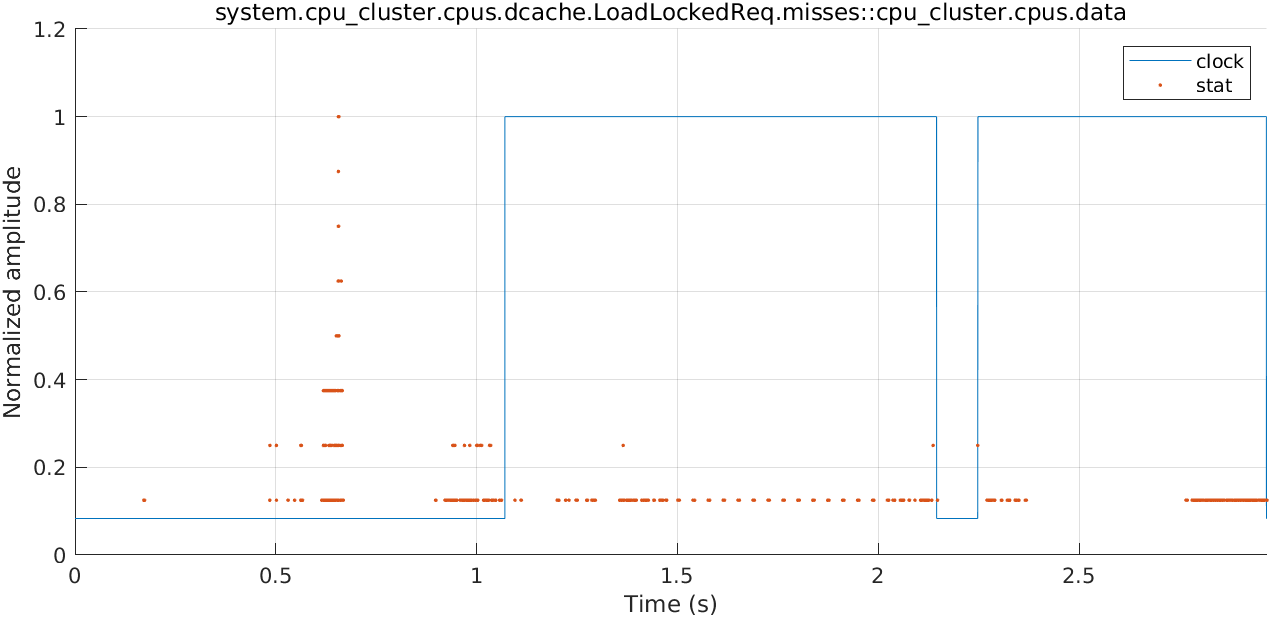 system.cpu_cluster.cpus.dcache.LoadLockedReq.misses::cpu_cluster.cpus.data
1.2
1
0.8
0.6
0.4
0.2
0
Normalized amplitude
clock
stat
0 0.5 1 1.5 2 2.5
Time (s)